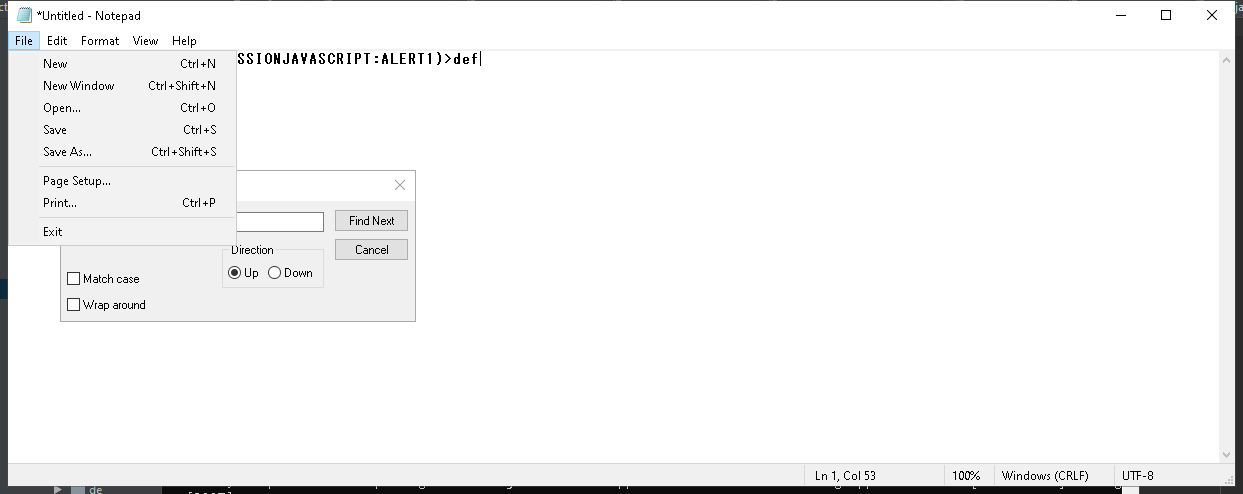 *Untitled - Notepad
File Edit Format View Help
SSIONJAVASCRIPT:ALERT1)>def
New Ctrl+N
New Window Ctrl+Shift+N
Open... Ctrl+O
Save Ctrl+S
Save As... Ctrl+Shift+S
Page Setup...
Print... Ctrl+P
Exit
Find Next
Cancel
Direction
Up Down
Match case
Wrap around
Ln 1, Col 53 100% Windows (CRLF) UTF-8
de